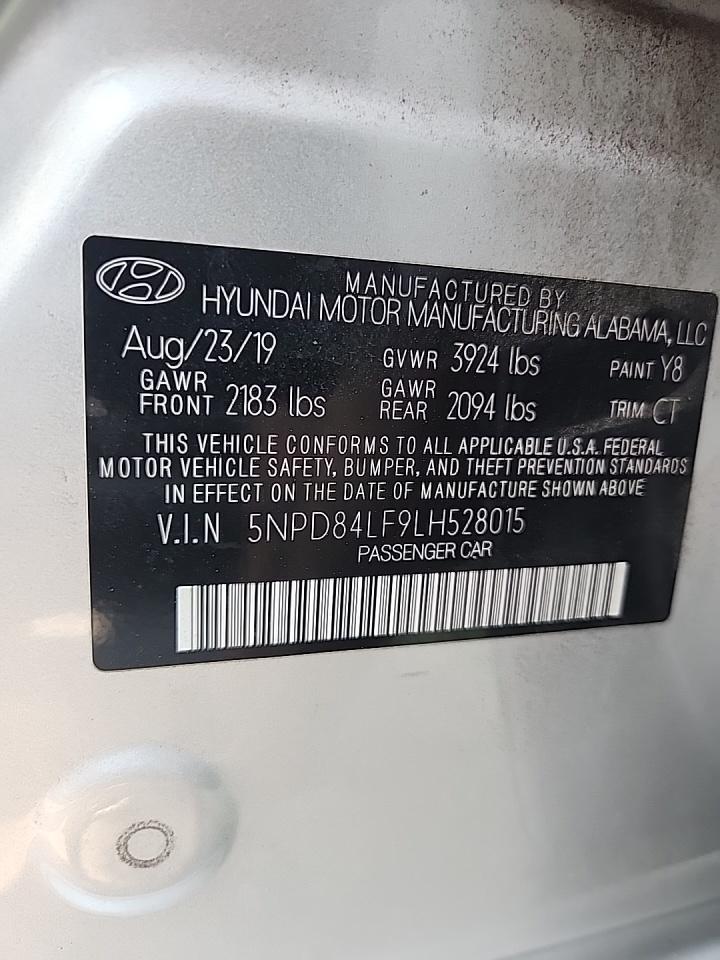 MANUFACTURED BY
HYUNDAI MOTOR MANUFACTURING ALABAMA, LLC
Aug/23/19 GVWR 3924 lbs PAINT Y8
GAWR FRONT 2183 lbs GAWR REAR 2094 lbs TRIM CT
THIS VEHICLE CONFORMS TO ALL APPLICABLE U.S.A. FEDERAL
MOTOR VEHICLE SAFETY, BUMPER, AND THEFT PREVENTION STANDARDS
IN EFFECT ON THE DATE OF MANUFACTURE SHOWN ABOVE
V.I.N 5NPD84LF9LH528015
PASSENGER CAR